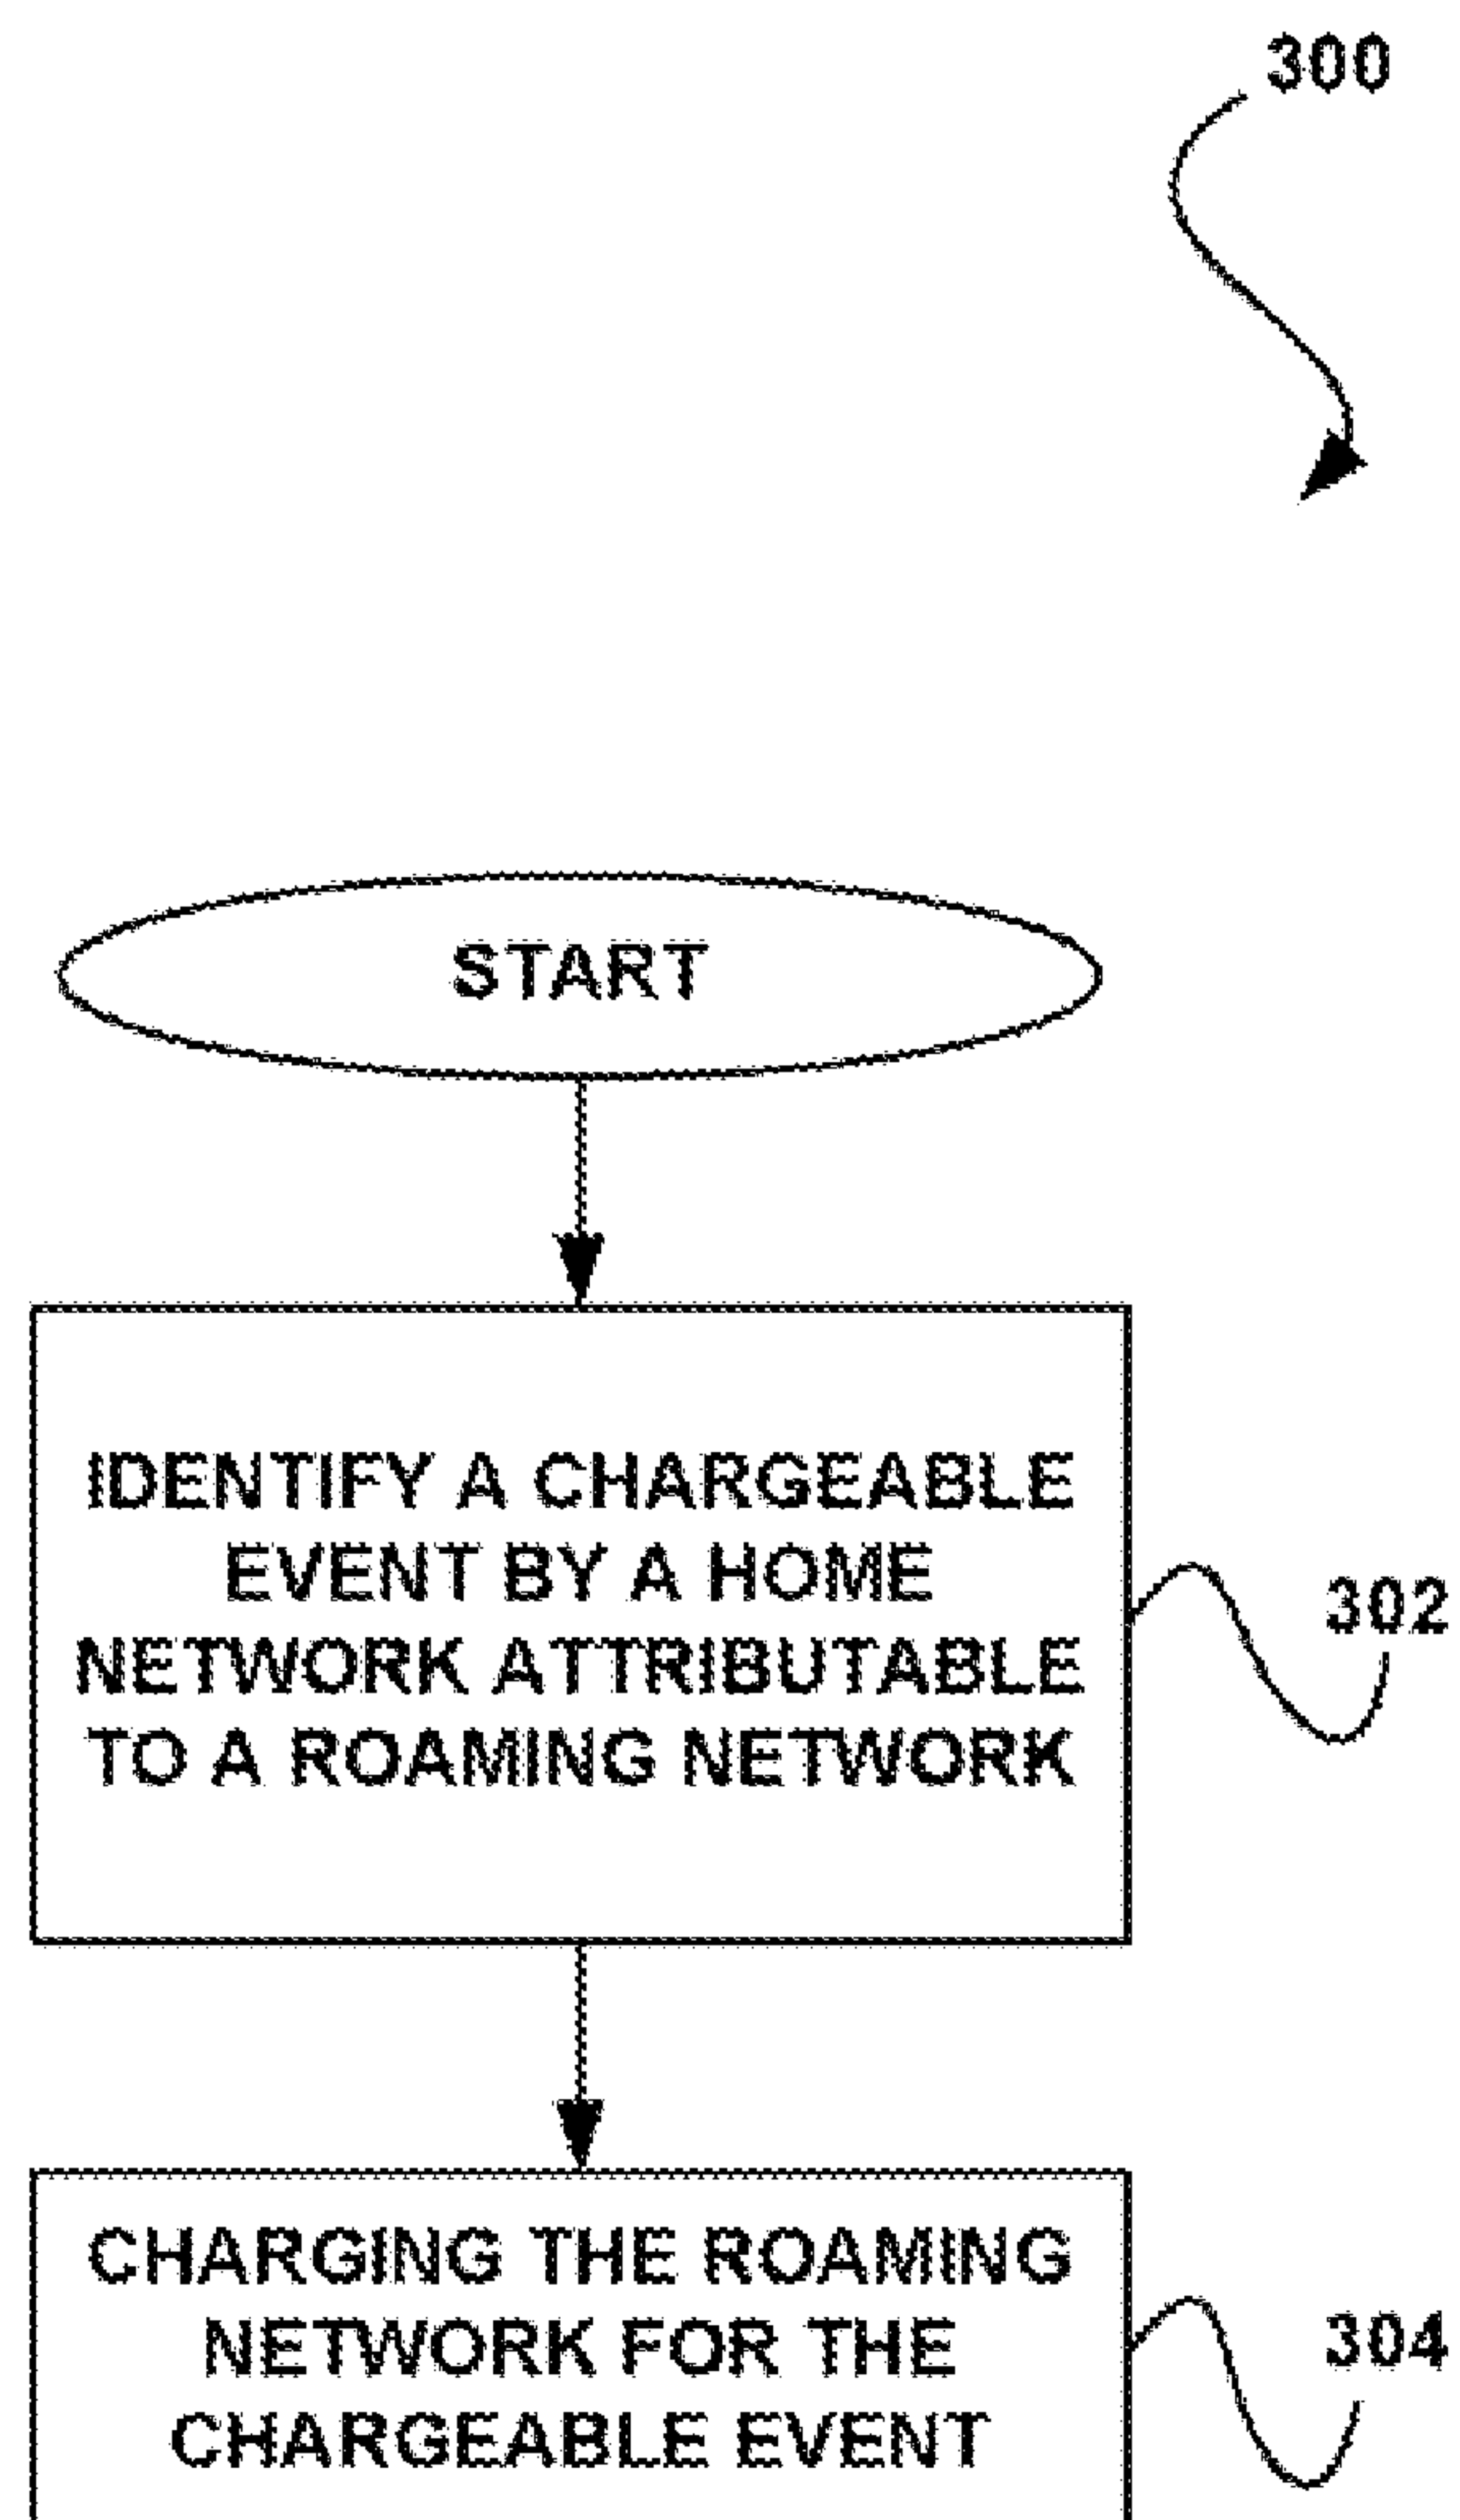 300
START
IDENTIFY A CHARGEABLE
EVENT BY A HOME
NETWORK ATTRIBUTABLE
TO A ROAMING NETWORK
302
CHARGING THE ROAMING
NETWORK FOR THE
CHARGEABLE EVENT
304